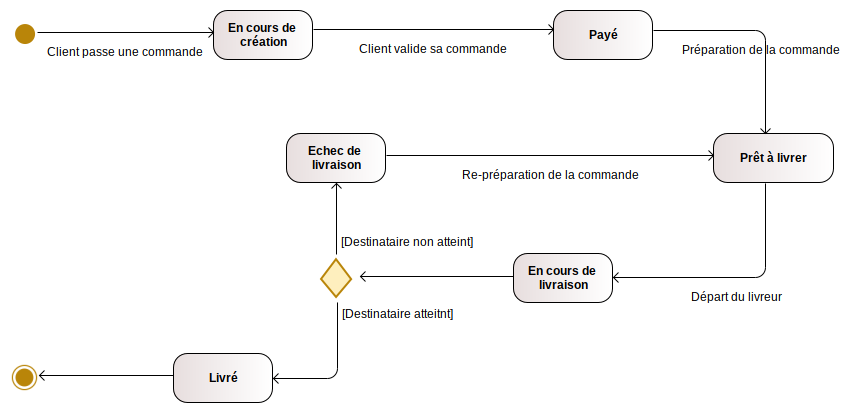 En cours de
création
Client passe une commande
Client valide sa commande
Payé
Préparation de la commande
Echec de
livraison
Re-préparation de la commande
Prêt à livrer
[Destinataire non atteint]
En cours de
livraison
Départ du livreur
[Destinataire atteitnt]
Livré